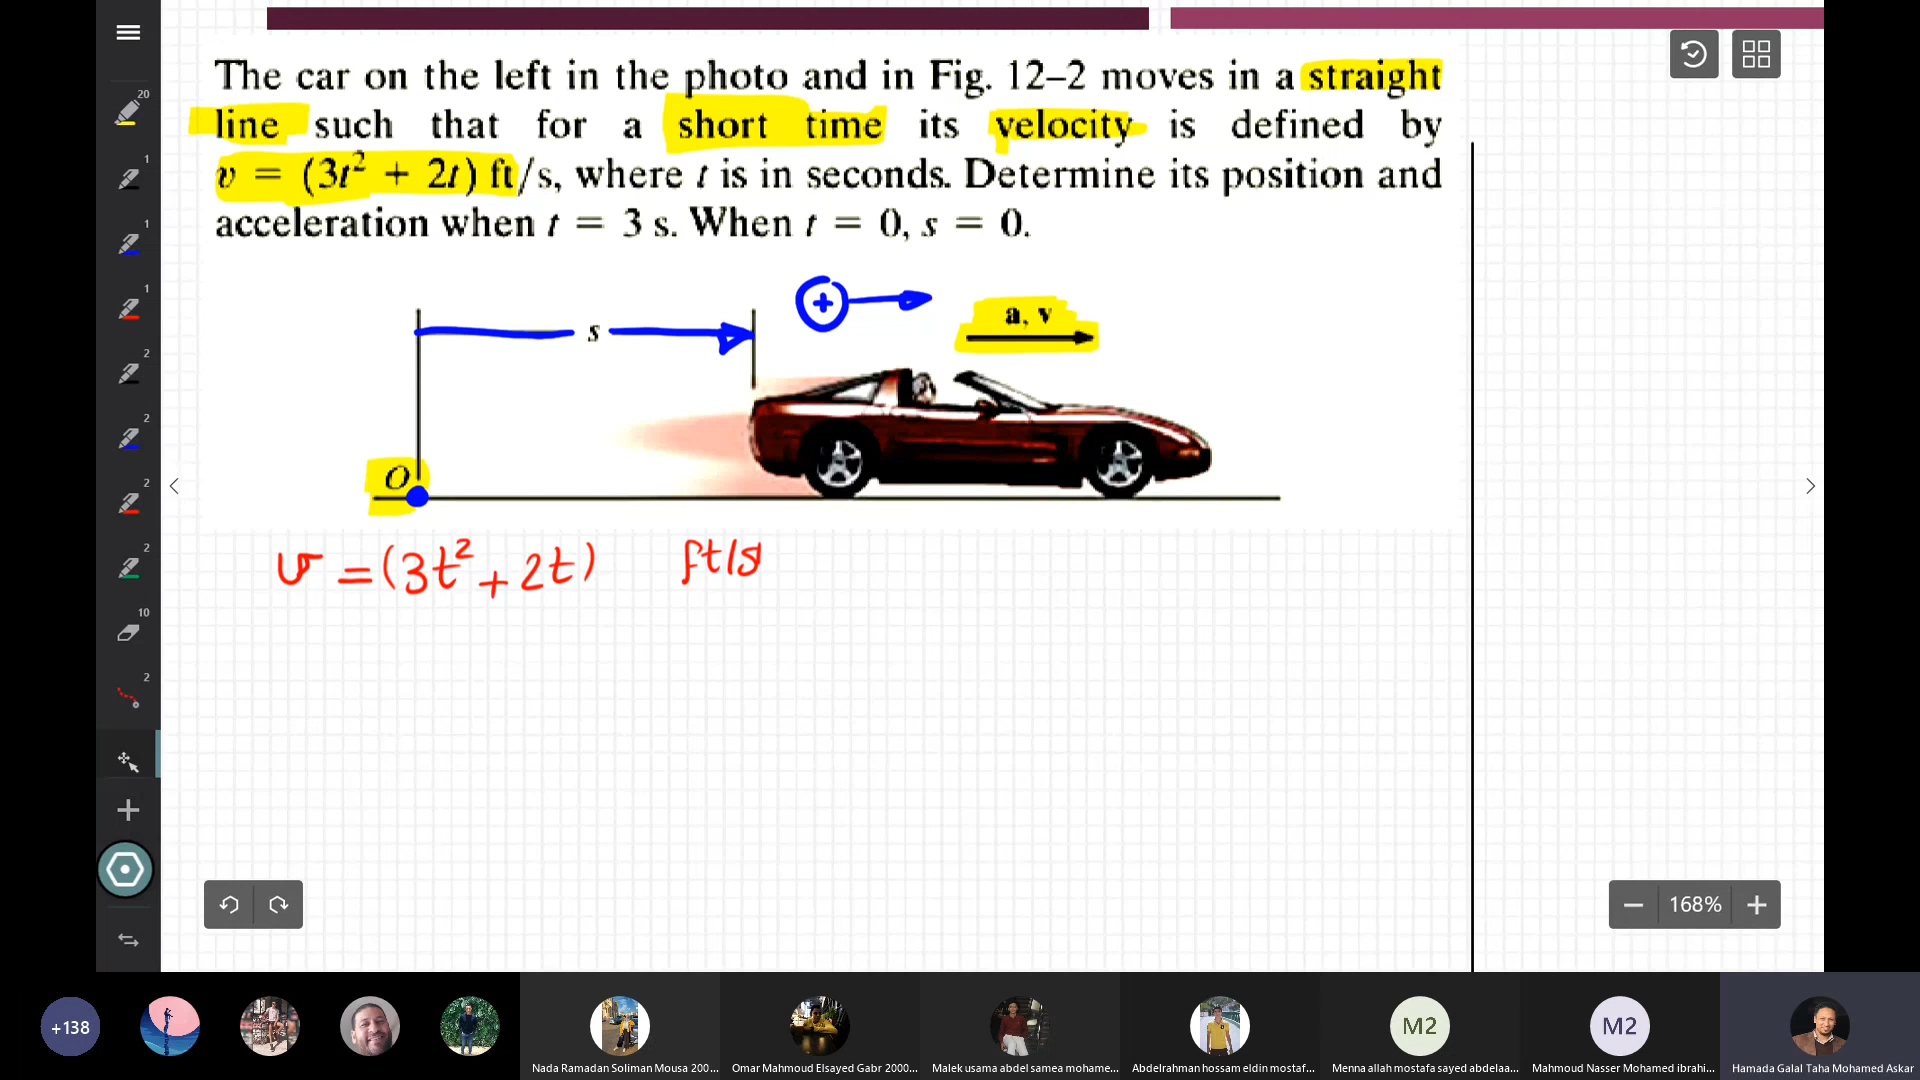 The car on the left in the photo and in Fig. 12–2 moves in a straight
line such that for a short time its velocity is defined by
v = (3t² + 2t) ft/s, where t is in seconds. Determine its position and
acceleration when t = 3 s. When t = 0, s = 0.
a, v
s
O
v = (3t² + 2t) ft/s
20
1
1
1
2
2
2
2
10
2
168%
+138
M2
M2
Nada Ramadan Soliman Mousa 200...
Omar Mahmoud Elsayed Gabr 2000...
Malek usama abdel samea mohame...
Abdelrahman hossam eldin mostaf...
Menna allah mostafa sayed abdelaa...
Mahmoud Nasser Mohamed ibrahi...
Hamada Galal Taha Mohamed Askar